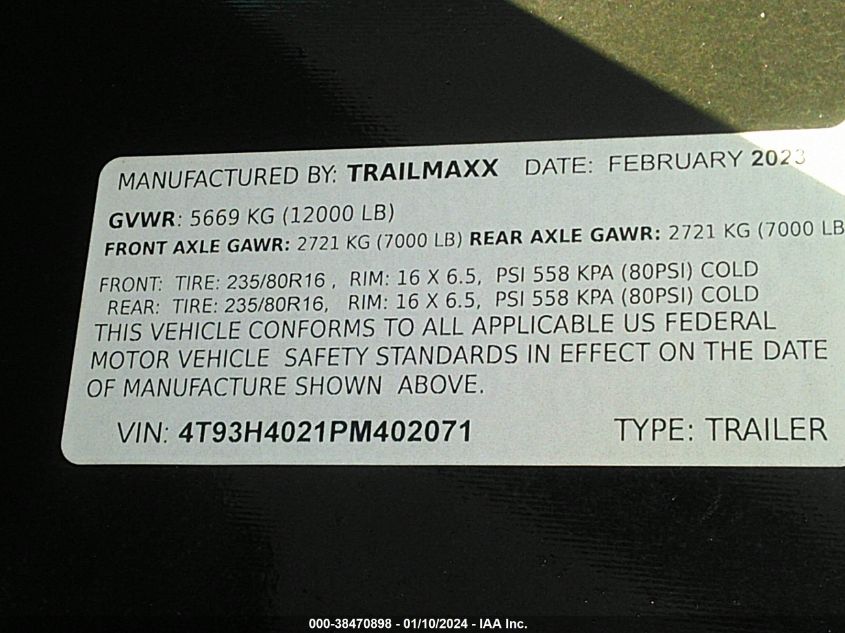 MANUFACTURED BY: TRAILMAXX DATE: FEBRUARY 2023
GVWR: 5669 KG (12000 LB)
FRONT AXLE GAWR: 2721 KG (7000 LB) REAR AXLE GAWR: 2721 KG (7000 LB
FRONT: TIRE: 235/80R16 , RIM: 16 X 6.5, PSI 558 KPA (80PSI) COLD
REAR: TIRE: 235/80R16, RIM: 16 X 6.5, PSI 558 KPA (80PSI) COLD
THIS VEHICLE CONFORMS TO ALL APPLICABLE US FEDERAL
MOTOR VEHICLE SAFETY STANDARDS IN EFFECT ON THE DATE
OF MANUFACTURE SHOWN ABOVE.
VIN: 4T93H4021PM402071 TYPE: TRAILER
000-38470898 - 01/10/2024 - IAA Inc.